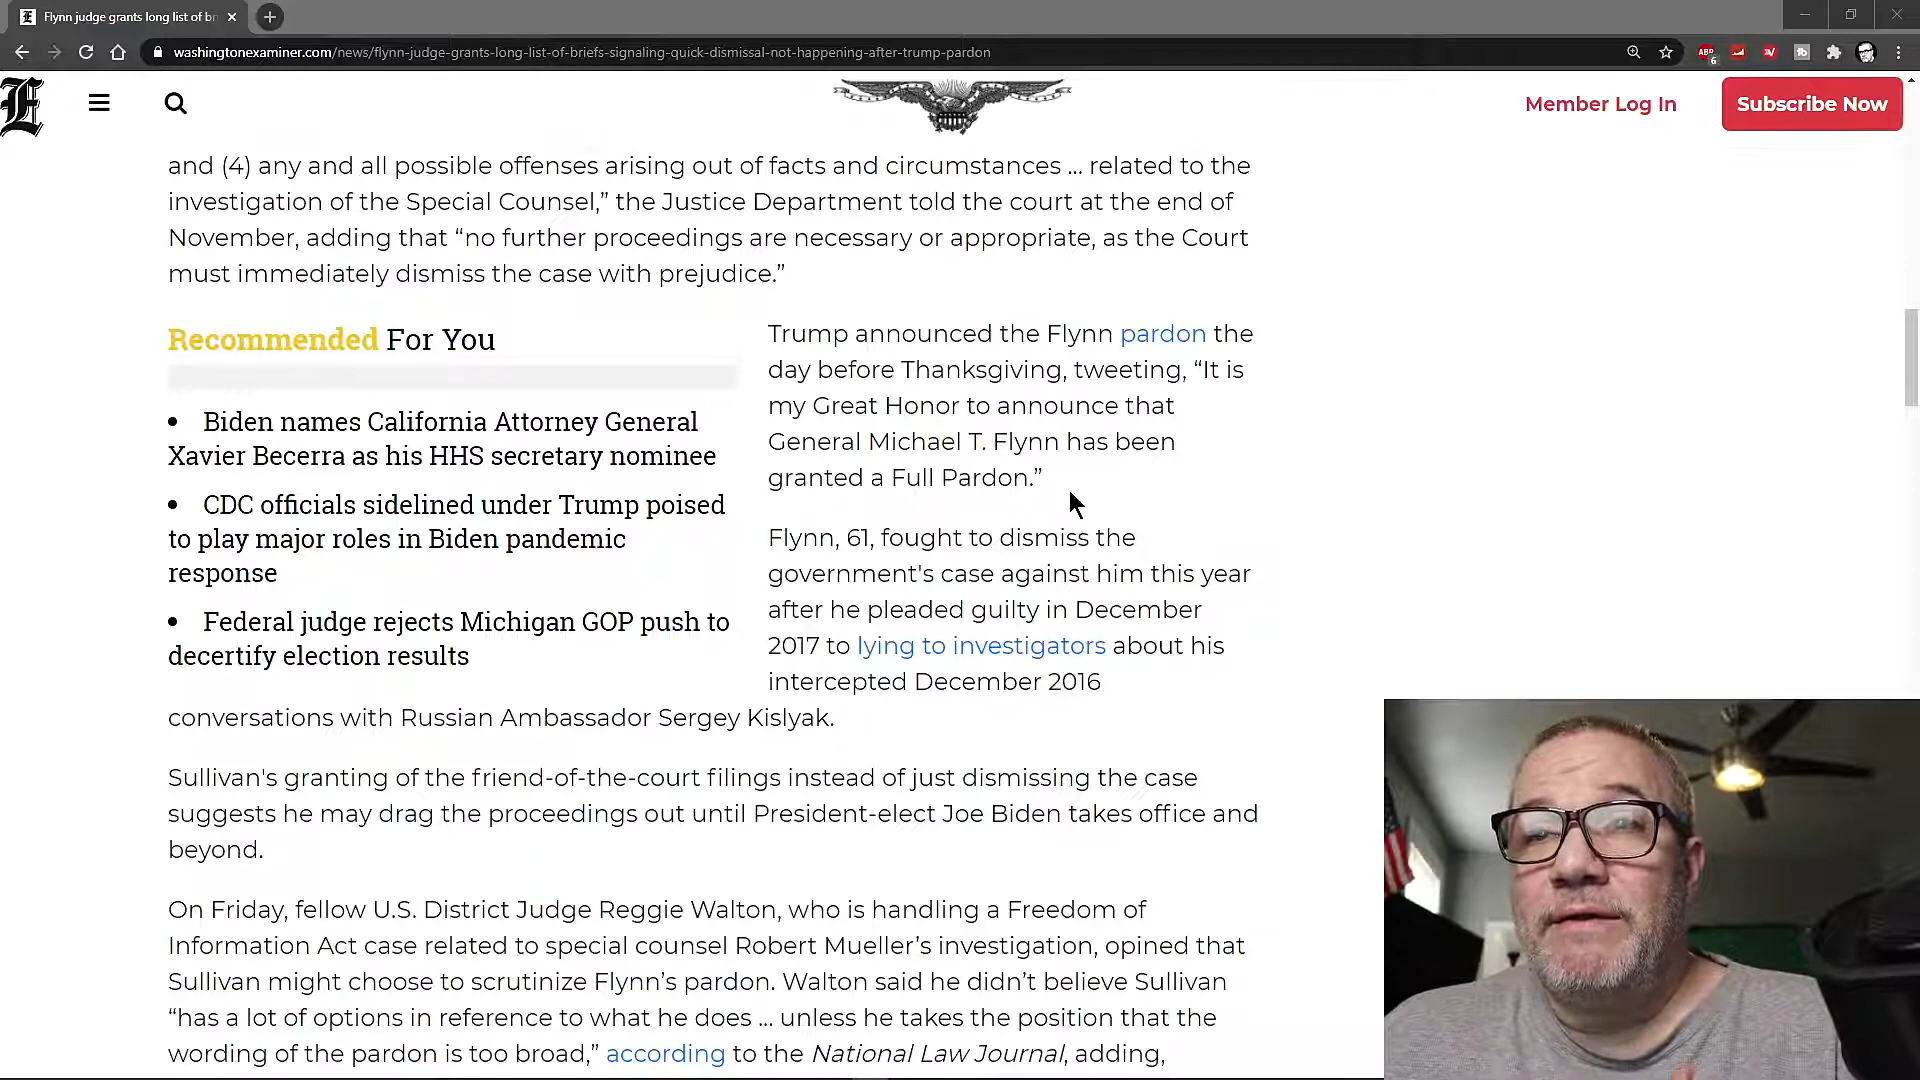 Flynn judge grants long list of br
washingtonexaminer.com/news/flynn-judge-grants-long-list-of-briefs-signaling-quick-dismissal-not-happening-after-trump-pardon
ABP
6
E
Member Log In
Subscribe Now
and (4) any and all possible offenses arising out of facts and circumstances ... related to the
investigation of the Special Counsel,” the Justice Department told the court at the end of
November, adding that “no further proceedings are necessary or appropriate, as the Court
must immediately dismiss the case with prejudice.”
Recommended For You
• Biden names California Attorney General
Xavier Becerra as his HHS secretary nominee
• CDC officials sidelined under Trump poised
to play major roles in Biden pandemic
response
• Federal judge rejects Michigan GOP push to
decertify election results
Trump announced the Flynn pardon the
day before Thanksgiving, tweeting, “It is
my Great Honor to announce that
General Michael T. Flynn has been
granted a Full Pardon.”
Flynn, 61, fought to dismiss the
government's case against him this year
after he pleaded guilty in December
2017 to lying to investigators about his
intercepted December 2016
conversations with Russian Ambassador Sergey Kislyak.
Sullivan's granting of the friend-of-the-court filings instead of just dismissing the case
suggests he may drag the proceedings out until President-elect Joe Biden takes office and
beyond.
On Friday, fellow U.S. District Judge Reggie Walton, who is handling a Freedom of
Information Act case related to special counsel Robert Mueller’s investigation, opined that
Sullivan might choose to scrutinize Flynn’s pardon. Walton said he didn’t believe Sullivan
“has a lot of options in reference to what he does ... unless he takes the position that the
wording of the pardon is too broad,” according to the National Law Journal, adding,